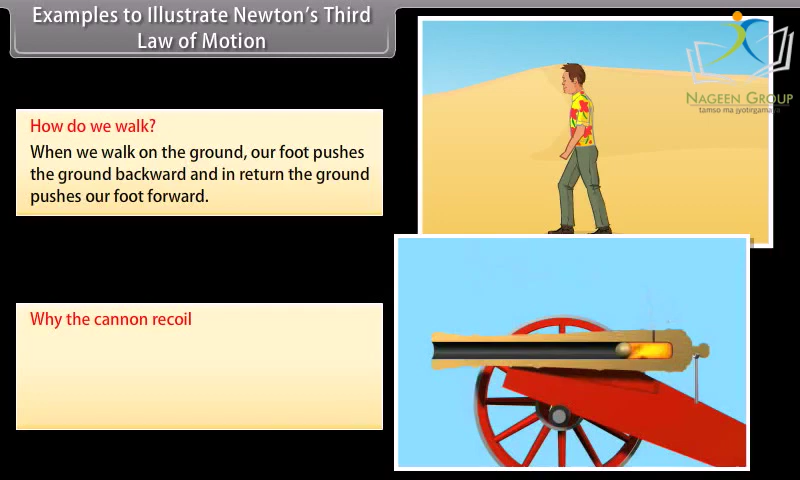 Examples to Illustrate Newton's Third
Law of Motion
NAGEEN GROUP
tamso ma jyotirgamaya
How do we walk?
When we walk on the ground, our foot pushes
the ground backward and in return the ground
pushes our foot forward.
Why the cannon recoil